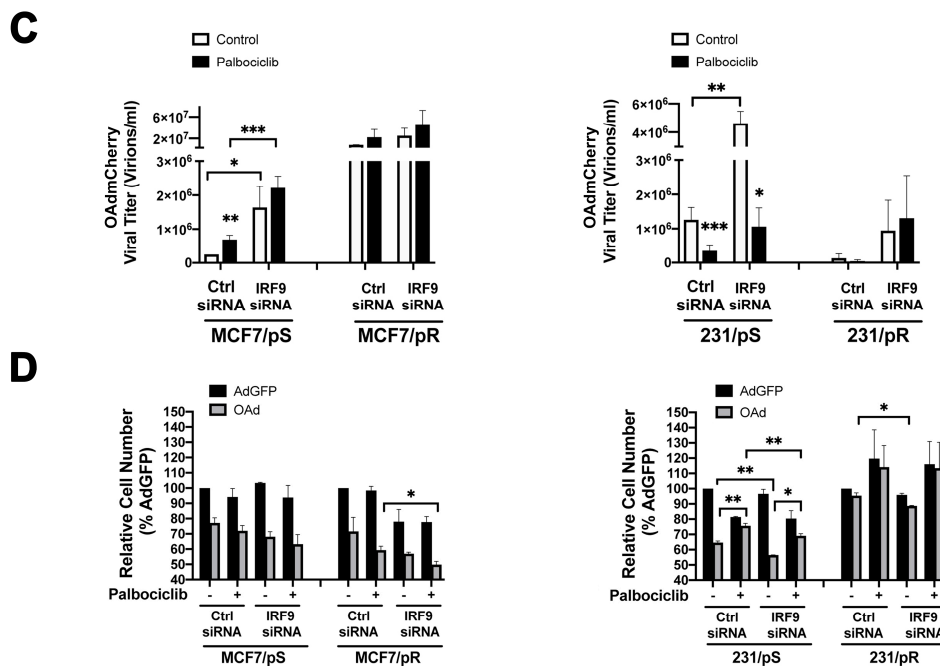 C
Control
Palbociclib
OAdmCherry
Viral Titer (Virions/ml)
6×10⁷
2×10⁷
3×10⁶
2×10⁶
1×10⁶
0
***
*
**
Ctrl
siRNA
IRF9
siRNA
Ctrl
siRNA
IRF9
siRNA
MCF7/pS
MCF7/pR
Control
Palbociclib
OAdmCherry
Viral Titer (Virions/ml)
6×10⁶
4×10⁶
3×10⁶
2×10⁶
1×10⁶
0
**
***
*
Ctrl
siRNA
IRF9
siRNA
Ctrl
siRNA
IRF9
siRNA
231/pS
231/pR
D
AdGFP
OAd
Relative Cell Number
(% AdGFP)
150
140
130
120
110
100
90
80
70
60
50
40
*
Palbociclib - + - + - + - +
Ctrl
siRNA
IRF9
siRNA
Ctrl
siRNA
IRF9
siRNA
MCF7/pS
MCF7/pR
AdGFP
OAd
Relative Cell Number
(% AdGFP)
150
140
130
120
110
100
90
80
70
60
50
40
**
**
**
*
*
Palbociclib - + - + - + - +
Ctrl
siRNA
IRF9
siRNA
Ctrl
siRNA
IRF9
siRNA
231/pS
231/pR